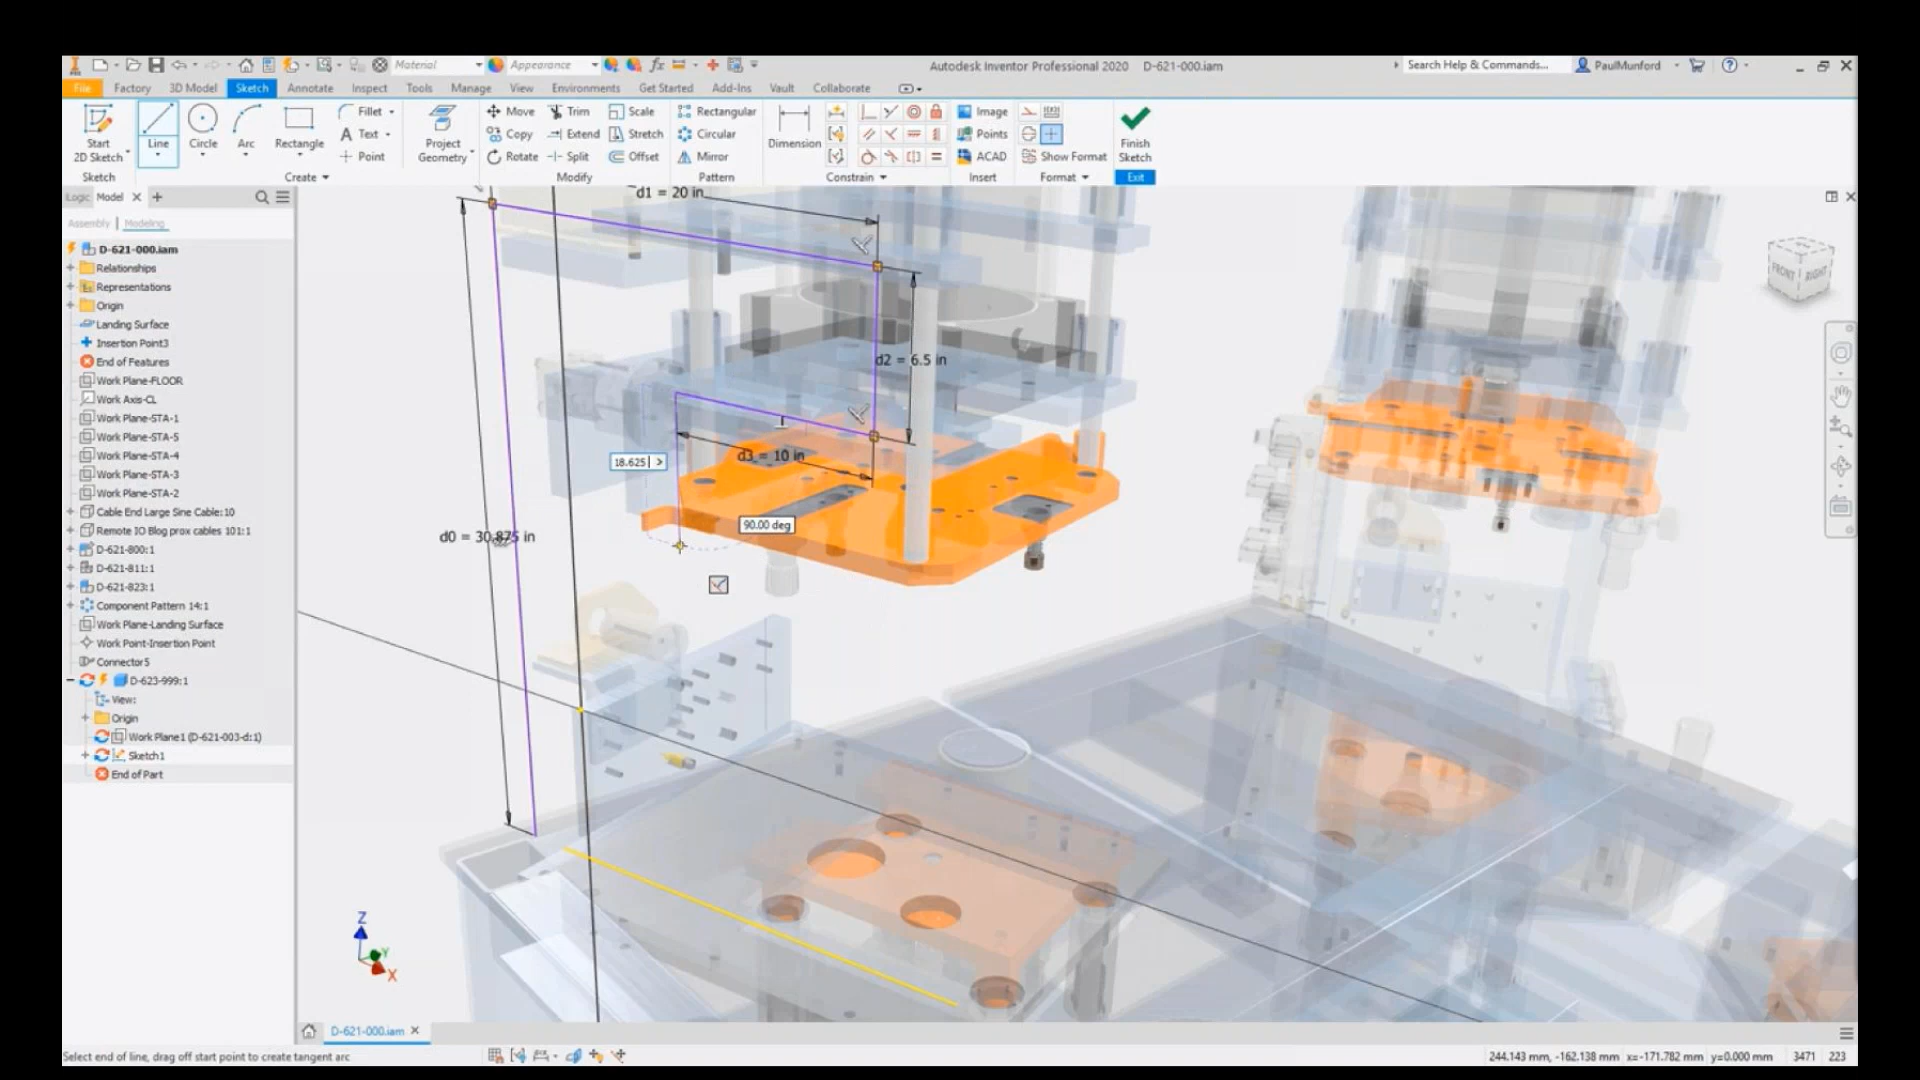 Material
Appearance
fx
Autodesk Inventor Professional 2020 D-621-000.iam
Search Help & Commands...
PaulMunford
File Factory 3D Model Sketch Annotate Inspect Tools Manage View Environments Get Started Add-Ins Vault Collaborate
Start
2D Sketch
Line
Circle
Arc
Rectangle
Fillet
Text
Point
Project
Geometry
Move
Copy
Rotate
Trim
Extend
Split
Scale
Stretch
Offset
Rectangular
Circular
Mirror
Dimension
Image
Points
ACAD
Show Format
Finish
Sketch
Sketch
Create
Modify
Pattern
Constrain
Insert
Format
Exit
Logic Model
Assembly | Modeling
D-621-000.iam
Relationships
Representations
Origin
Landing Surface
Insertion Point3
End of Features
Work Plane-FLOOR
Work Axis-CL
Work Plane-STA-1
Work Plane-STA-5
Work Plane-STA-4
Work Plane-STA-3
Work Plane-STA-2
Cable End Large Sine Cable:10
Remote IO Blog prox cables 101:1
D-621-800:1
D-621-811:1
D-621-823:1
Component Pattern 14:1
Work Plane-Landing Surface
Work Point-Insertion Point
Connector5
D-623-999:1
View:
Origin
Work Plane1 (D-621-003-d:1)
Sketch1
End of Part
d1 = 20 in
d2 = 6.5 in
18.625
d3 = 10 in
90.00 deg
d0 = 30.875 in
FRONT
RIGHT
Z
Y
X
D-621-000.iam
Select end of line, drag off start point to create tangent arc
244.143 mm, -162.138 mm x=-171.782 mm y=0.000 mm 3471 223